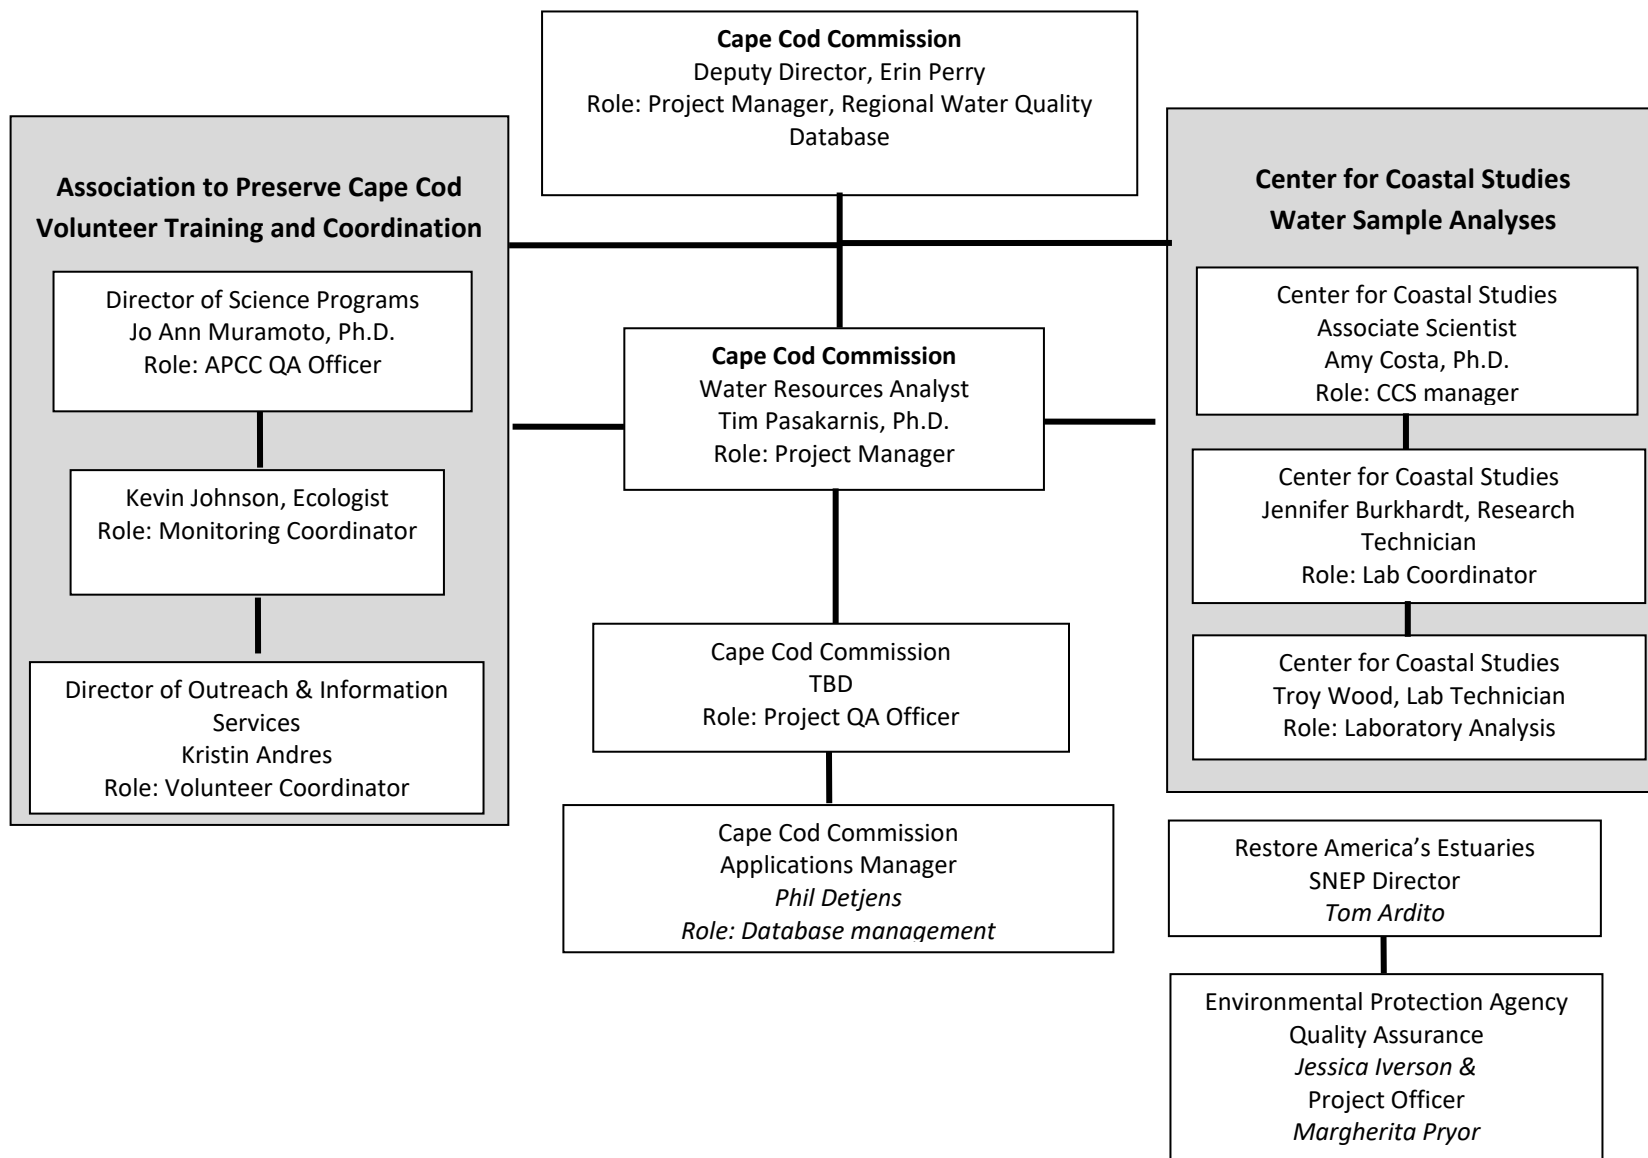 Cape Cod Commission
Deputy Director, Erin Perry
Role: Project Manager, Regional Water Quality
Database
Association to Preserve Cape Cod
Volunteer Training and Coordination
Director of Science Programs
Jo Ann Muramoto, Ph.D.
Role: APCC QA Officer
Kevin Johnson, Ecologist
Role: Monitoring Coordinator
Director of Outreach & Information
Services
Kristin Andres
Role: Volunteer Coordinator
Cape Cod Commission
Water Resources Analyst
Tim Pasakarnis, Ph.D.
Role: Project Manager
Cape Cod Commission
TBD
Role: Project QA Officer
Cape Cod Commission
Applications Manager
Phil Detjens
Role: Database management
Center for Coastal Studies
Water Sample Analyses
Center for Coastal Studies
Associate Scientist
Amy Costa, Ph.D.
Role: CCS manager
Center for Coastal Studies
Jennifer Burkhardt, Research
Technician
Role: Lab Coordinator
Center for Coastal Studies
Troy Wood, Lab Technician
Role: Laboratory Analysis
Restore America’s Estuaries
SNEP Director
Tom Ardito
Environmental Protection Agency
Quality Assurance
Jessica Iverson &
Project Officer
Margherita Pryor